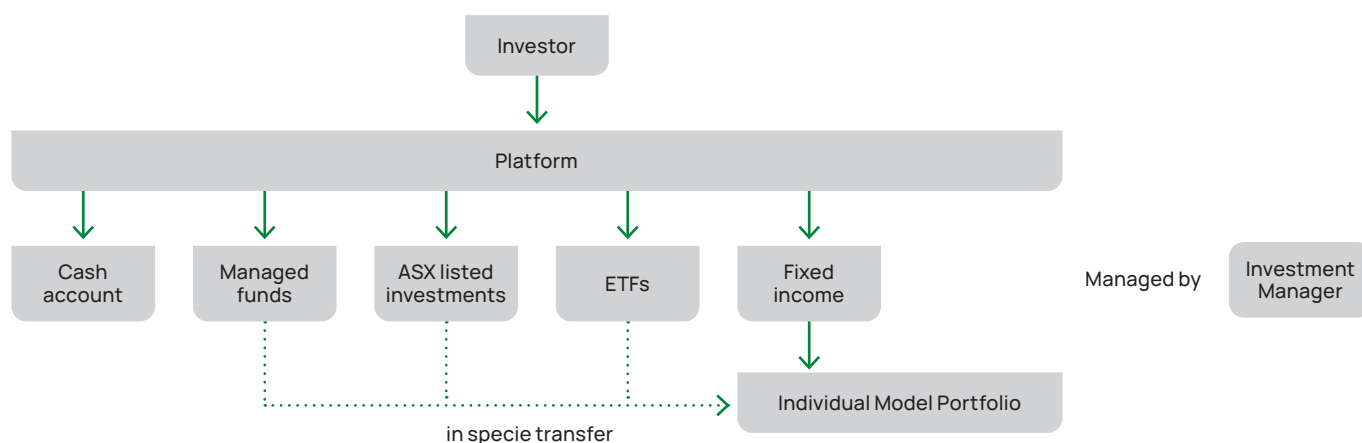 Investor
Platform
Cash
account
Managed
funds
ASX listed
investments
ETFs
Fixed
income
Managed by
Investment
Manager
Individual Model Portfolio
in specie transfer